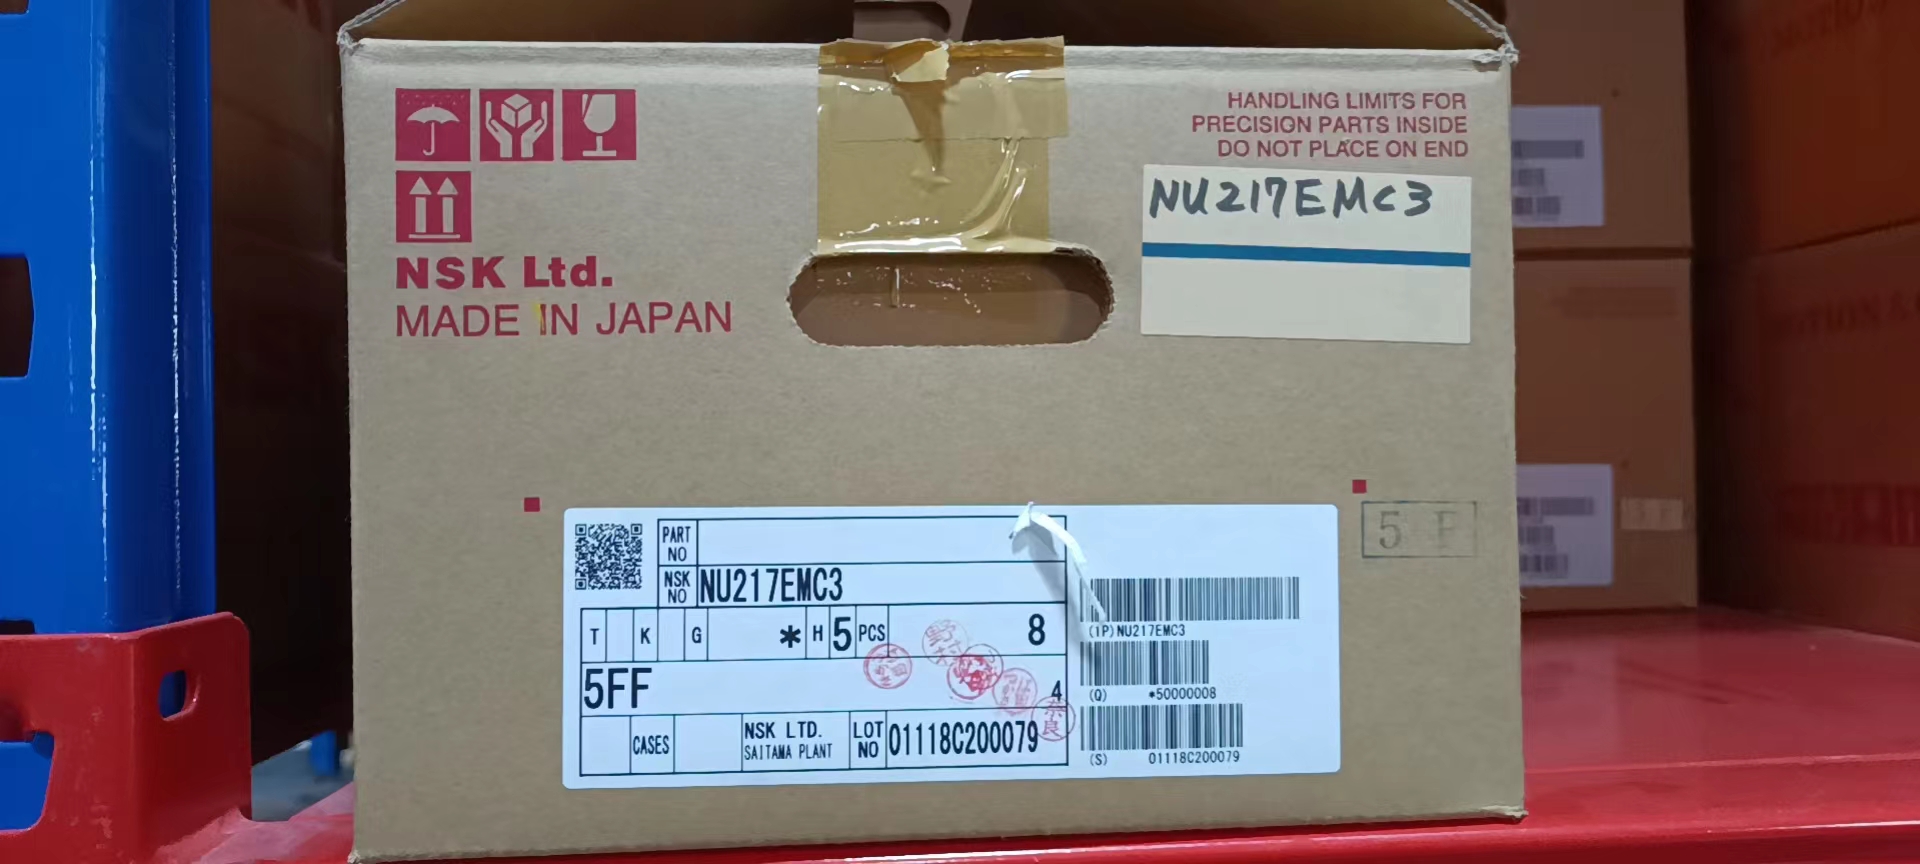 HANDLING LIMITS FOR
PRECISION PARTS INSIDE
DO NOT PLACE ON END
NU217EMC3
NSK Ltd.
MADE IN JAPAN
5 P
PART NO
NSK NO NU217EMC3
T K G * H 5 PCS 8
5FF 4
CASES NSK LTD. SAITAMA PLANT LOT NO 01118C200079
奈良
(1P) NU217EMC3
(Q) *50000008
(S) 01118C200079